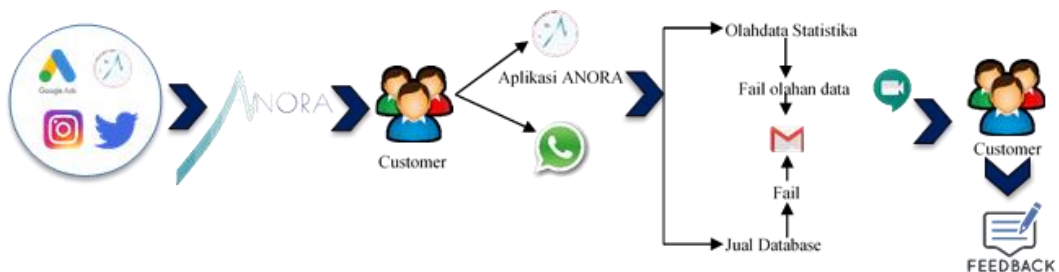 Google Ads
ANORA
Customer
Aplikasi ANORA
Olahdata Statistika
Fail olahan data
Fail
Jual Database
Customer
FEEDBACK